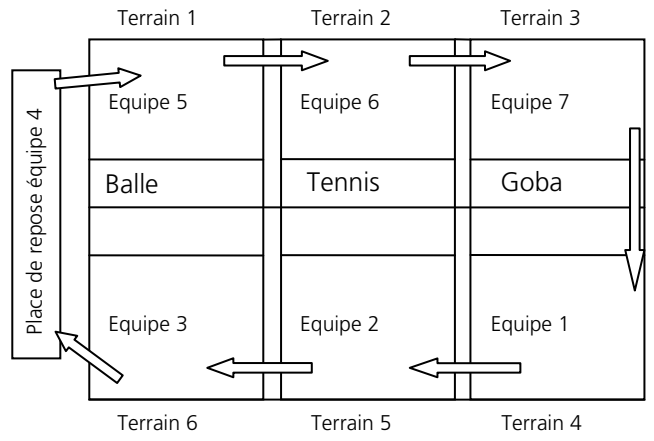 Terrain 1
Terrain 2
Terrain 3
Place de repose équipe 4
Equipe 5
Equipe 6
Equipe 7
Balle
Tennis
Goba
Equipe 3
Equipe 2
Equipe 1
Terrain 6
Terrain 5
Terrain 4